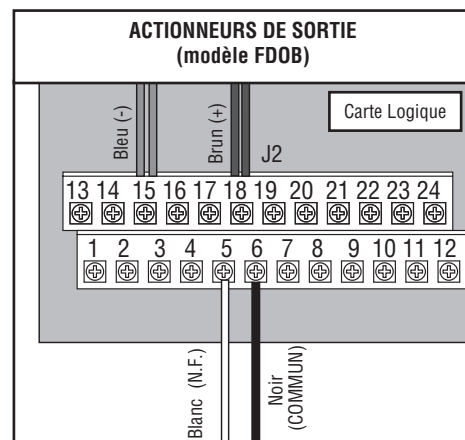 ACTIONNEURS DE SORTIE
(modèle FDOB)
Carte Logique
Bleu (-)
Brun (+)
J2
13 14 15 16 17 18 19 20 21 22 23 24
1 2 3 4 5 6 7 8 9 10 11 12
Blanc (N.F.)
Noir
(COMMUN)